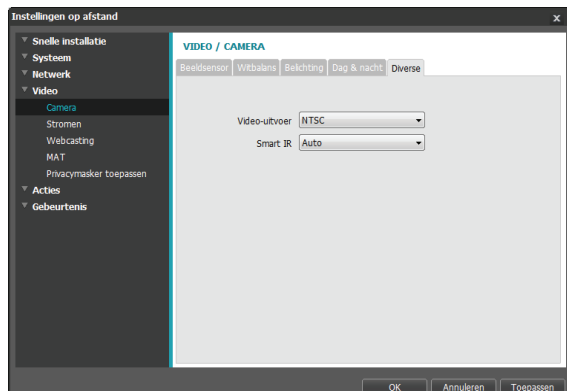 Instellingen op afstand
x
Snelle installatie
Systeem
Netwerk
Video
Camera
Stromen
Webcasting
MAT
Privacymasker toepassen
Acties
Gebeurtenis
VIDEO / CAMERA
Beeldsensor Witbalans Belichting Dag & nacht Diverse
Video-uitvoer NTSC
Smart IR Auto
OK Annuleren Toepassen